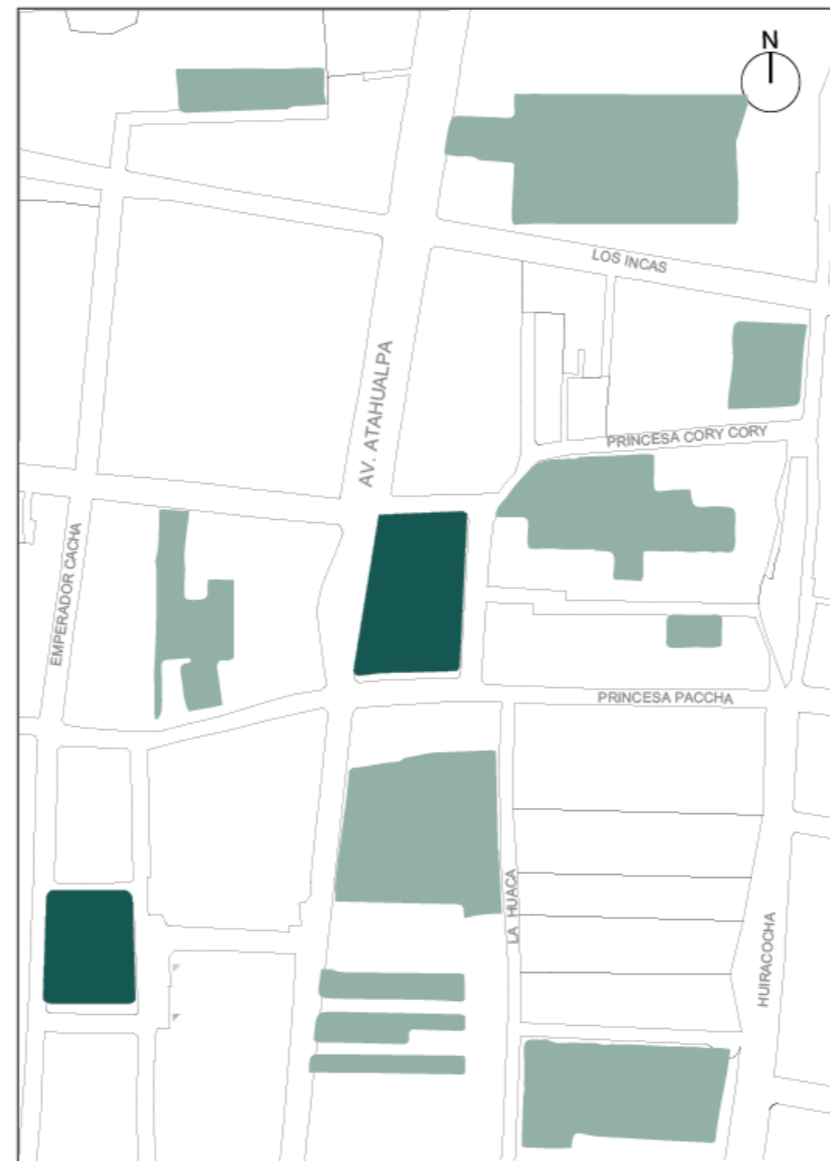 N
LOS INCAS
AV. ATAHUALPA
PRINCESA CORY CORY
EMPERADOR CACHA
PRINCESA PACCHA
LA HUACA
HUIRACOCHA